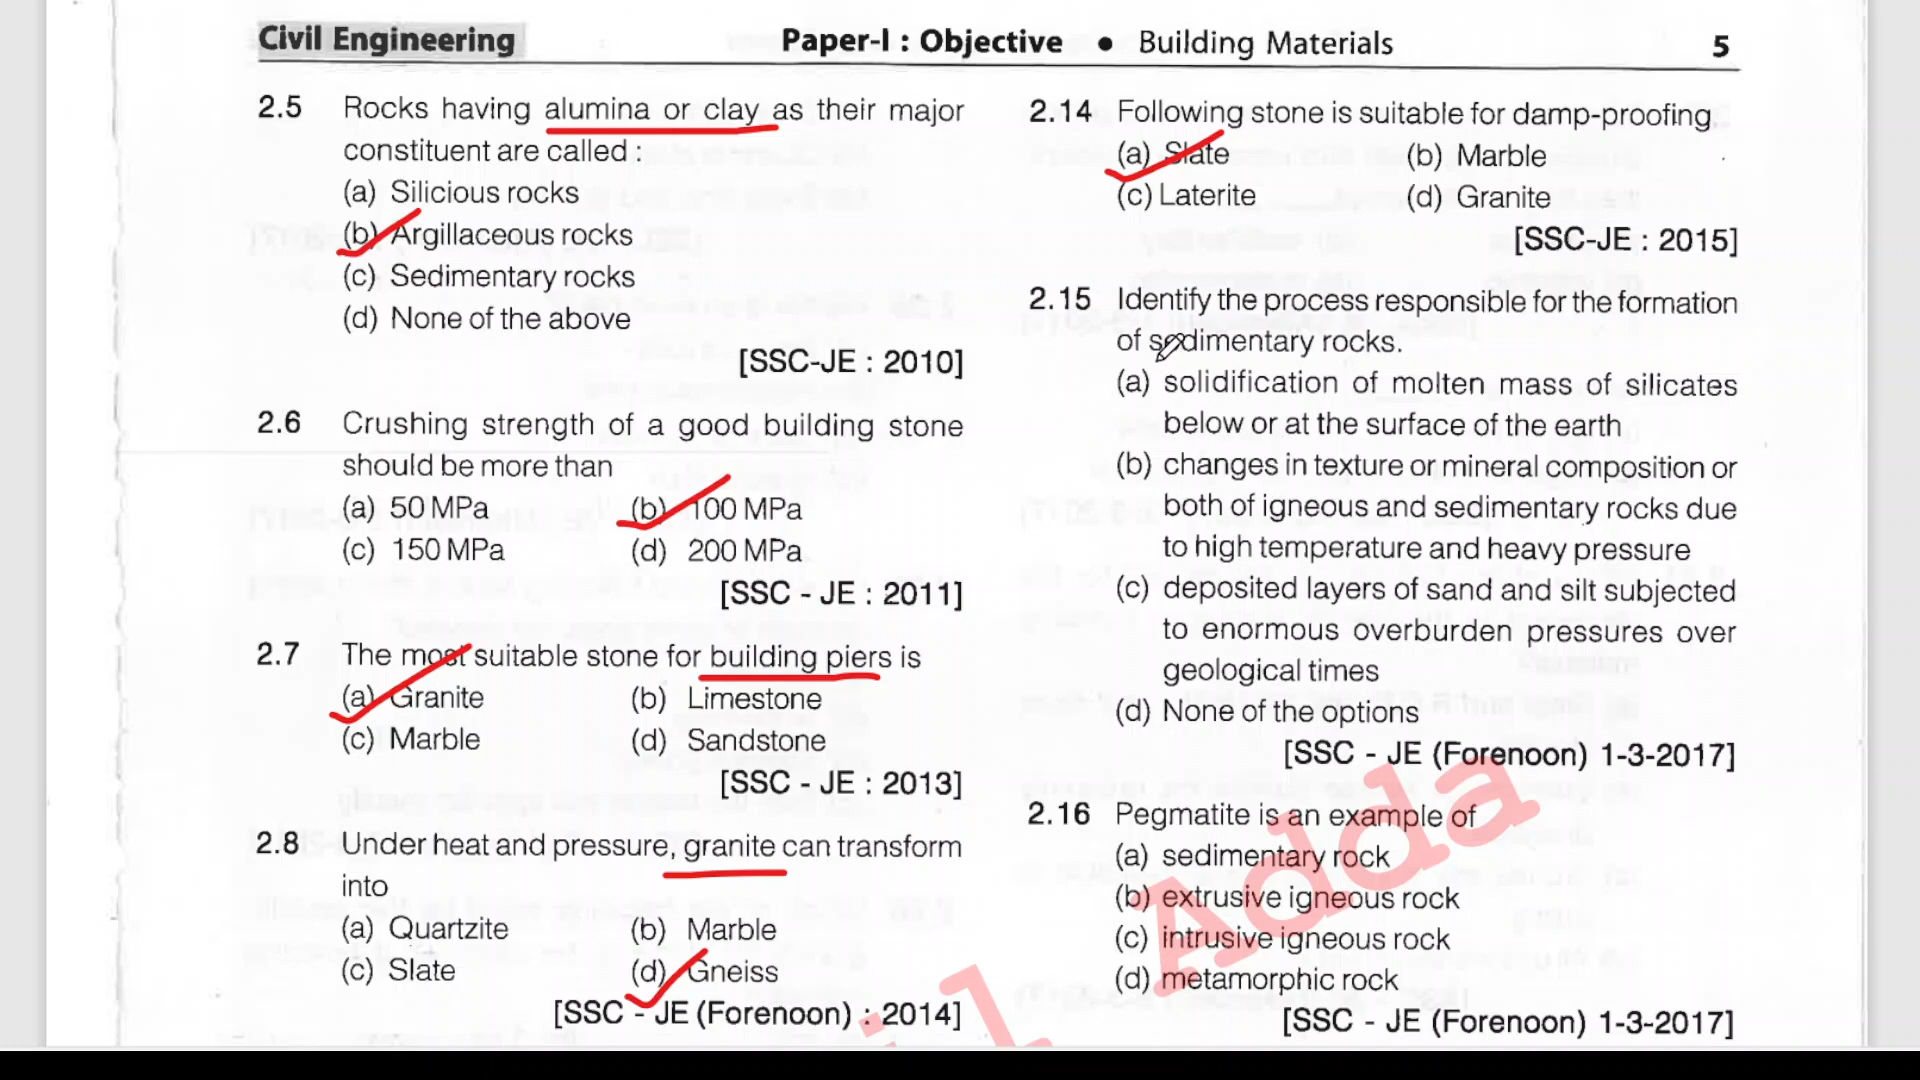 Civil Engineering
Paper-I : Objective • Building Materials
5
2.5 Rocks having alumina or clay as their major
constituent are called :
(a) Silicious rocks
(b) Argillaceous rocks
(c) Sedimentary rocks
(d) None of the above
[SSC-JE : 2010]
2.6 Crushing strength of a good building stone
should be more than
(a) 50 MPa (b) 100 MPa
(c) 150 MPa (d) 200 MPa
[SSC - JE : 2011]
2.7 The most suitable stone for building piers is
(a) Granite (b) Limestone
(c) Marble (d) Sandstone
[SSC - JE : 2013]
2.8 Under heat and pressure, granite can transform
into
(a) Quartzite (b) Marble
(c) Slate (d) Gneiss
[SSC - JE (Forenoon) : 2014]
2.14 Following stone is suitable for damp-proofing.
(a) Slate (b) Marble
(c) Laterite (d) Granite
[SSC-JE : 2015]
2.15 Identify the process responsible for the formation
of sedimentary rocks.
(a) solidification of molten mass of silicates
below or at the surface of the earth
(b) changes in texture or mineral composition or
both of igneous and sedimentary rocks due
to high temperature and heavy pressure
(c) deposited layers of sand and silt subjected
to enormous overburden pressures over
geological times
(d) None of the options
[SSC - JE (Forenoon) 1-3-2017]
2.16 Pegmatite is an example of
(a) sedimentary rock
(b) extrusive igneous rock
(c) intrusive igneous rock
(d) metamorphic rock
[SSC - JE (Forenoon) 1-3-2017]
Adda